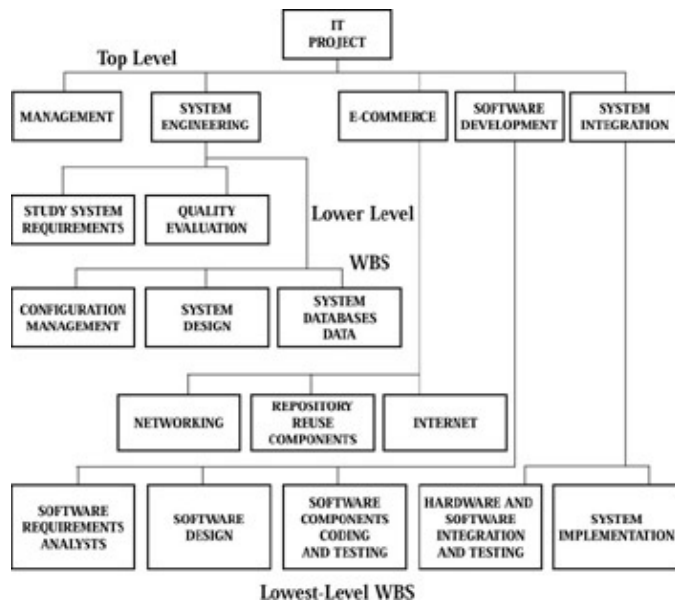 IT
PROJECT
Top Level
MANAGEMENT
SYSTEM
ENGINEERING
E-COMMERCE
SOFTWARE
DEVELOPMENT
SYSTEM
INTEGRATION
STUDY SYSTEM
REQUIREMENTS
QUALITY
EVALUATION
Lower Level
WBS
CONFIGURATION
MANAGEMENT
SYSTEM
DESIGN
SYSTEM
DATABASES
DATA
NETWORKING
REPOSITORY
REUSE
COMPONENTS
INTERNET
SOFTWARE
REQUIREMENTS
ANALYSTS
SOFTWARE
DESIGN
SOFTWARE
COMPONENTS
CODING
AND TESTING
HARDWARE AND
SOFTWARE
INTEGRATION
AND TESTING
SYSTEM
IMPLEMENTATION
Lowest-Level WBS